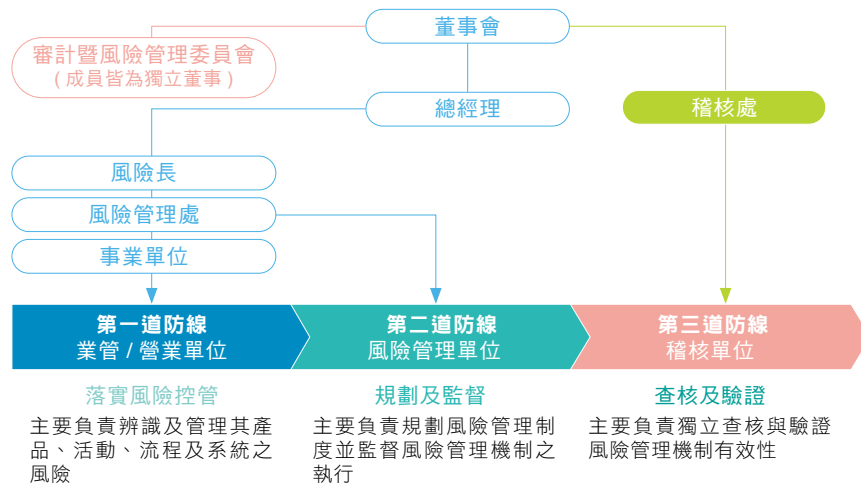 董事會
審計暨風險管理委員會
( 成員皆為獨立董事 )
總經理
稽核處
風險長
風險管理處
事業單位
第一道防線
業管 / 營業單位
第二道防線
風險管理單位
第三道防線
稽核單位
落實風險控管
主要負責辨識及管理其產
品、活動、流程及系統之
風險
規劃及監督
主要負責規劃風險管理制
度並監督風險管理機制之
執行
查核及驗證
主要負責獨立查核與驗證
風險管理機制有效性